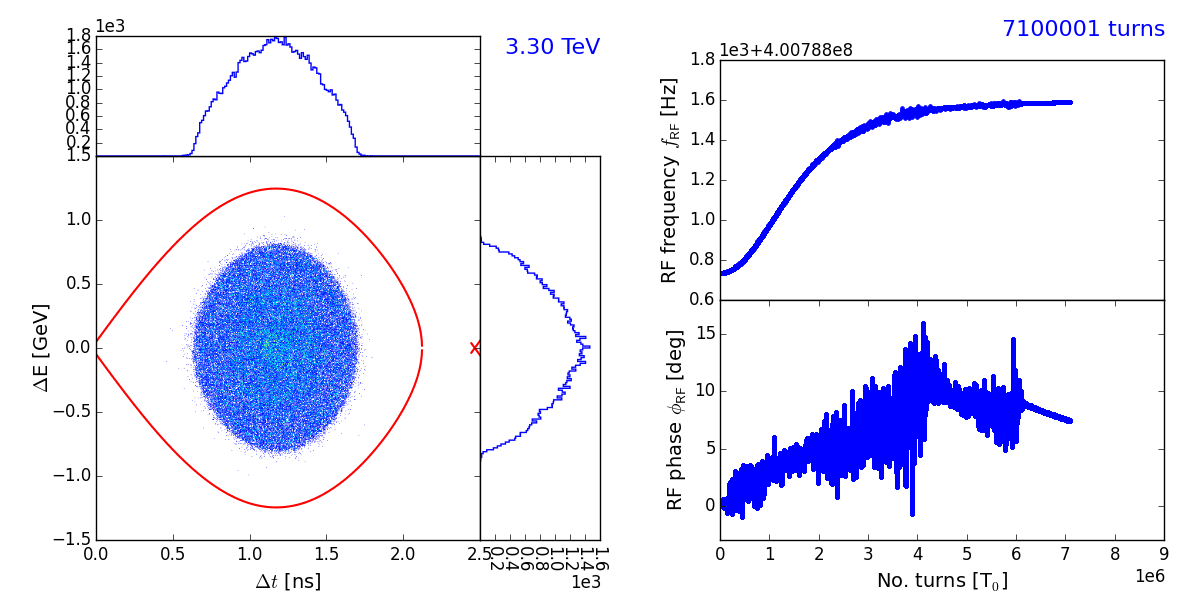 1e3
1.8
1.6
1.4
1.2
1.0
0.8
0.6
0.4
0.2
3.30 TeV
1.5
1.0
0.5
0.0
−0.5
−1.0
−1.5
ΔE [GeV]
0.0 0.5 1.0 1.5 2.0 2.5
Δt [ns]
0.2 0.4 0.6 0.8 1.0 1.2 1.4 1.6
1e3
7100001 turns
1e3+4.00788e8
1.8
1.6
1.4
1.2
1.0
0.8
0.6
RF frequency f_RF [Hz]
15
10
5
0
RF phase ϕ_RF [deg]
0 1 2 3 4 5 6 7 8 9
1e6
No. turns [T_0]